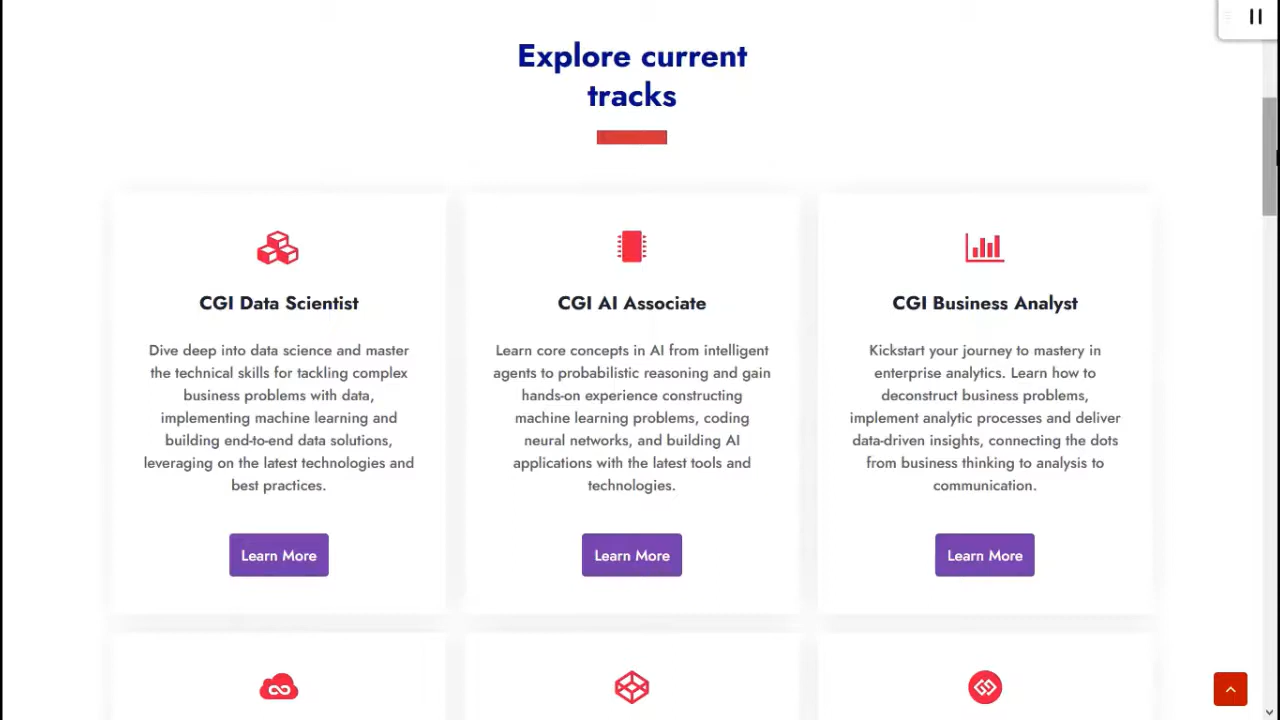 Explore current
tracks
CGI Data Scientist
Dive deep into data science and master
the technical skills for tackling complex
business problems with data,
implementing machine learning and
building end-to-end data solutions,
leveraging on the latest technologies and
best practices.
Learn More
CGI AI Associate
Learn core concepts in AI from intelligent
agents to probabilistic reasoning and gain
hands-on experience constructing
machine learning problems, coding
neural networks, and building AI
applications with the latest tools and
technologies.
Learn More
CGI Business Analyst
Kickstart your journey to mastery in
enterprise analytics. Learn how to
deconstruct business problems,
implement analytic processes and deliver
data-driven insights, connecting the dots
from business thinking to analysis to
communication.
Learn More